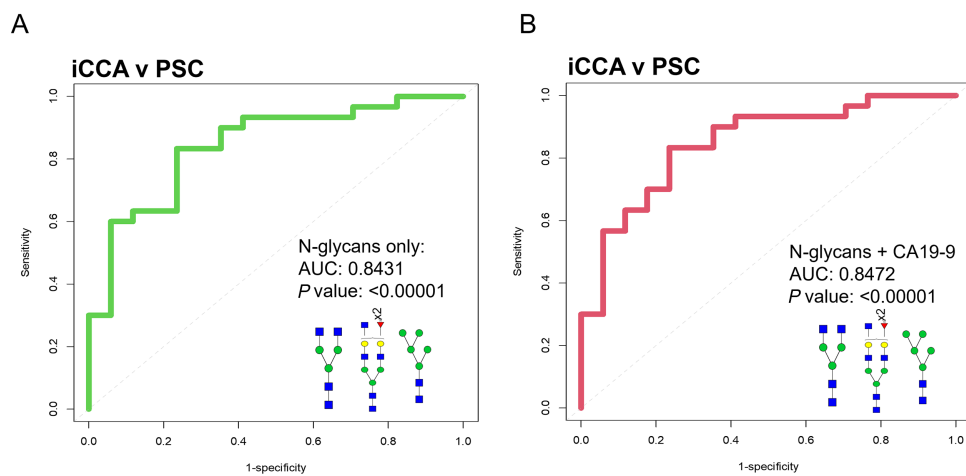 A
iCCA v PSC
1.0
0.8
0.6
0.4
0.2
0.0
Sensitivity
N-glycans only:
AUC: 0.8431
P value: <0.00001
x2
0.0 0.2 0.4 0.6 0.8 1.0
1-specificity
B
iCCA v PSC
1.0
0.8
0.6
0.4
0.2
0.0
Sensitivity
N-glycans + CA19-9
AUC: 0.8472
P value: <0.00001
x2
0.0 0.2 0.4 0.6 0.8 1.0
1-specificity